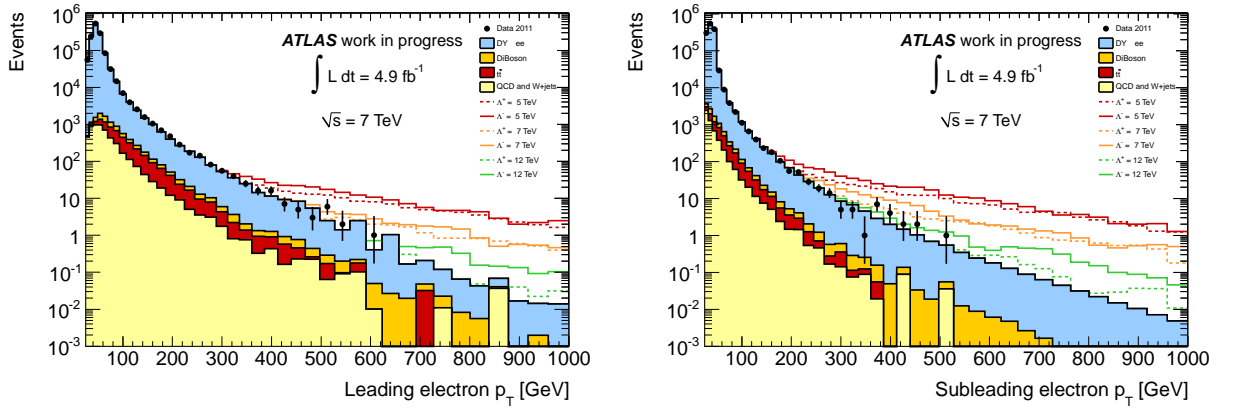 Events
10⁶
10⁵
10⁴
10³
10²
10
1
10⁻¹
10⁻²
10⁻³
ATLAS work in progress
∫ L dt = 4.9 fb⁻¹
√s = 7 TeV
Data 2011
DY ee
DiBoson
tt̄
QCD and W+jets
Λ⁺ = 5 TeV
Λ⁻ = 5 TeV
Λ⁺ = 7 TeV
Λ⁻ = 7 TeV
Λ⁺ = 12 TeV
Λ⁻ = 12 TeV
100 200 300 400 500 600 700 800 900 1000
Leading electron p_T [GeV]
Events
10⁶
10⁵
10⁴
10³
10²
10
1
10⁻¹
10⁻²
10⁻³
ATLAS work in progress
∫ L dt = 4.9 fb⁻¹
√s = 7 TeV
Data 2011
DY ee
DiBoson
tt̄
QCD and W+jets
Λ⁺ = 5 TeV
Λ⁻ = 5 TeV
Λ⁺ = 7 TeV
Λ⁻ = 7 TeV
Λ⁺ = 12 TeV
Λ⁻ = 12 TeV
100 200 300 400 500 600 700 800 900 1000
Subleading electron p_T [GeV]